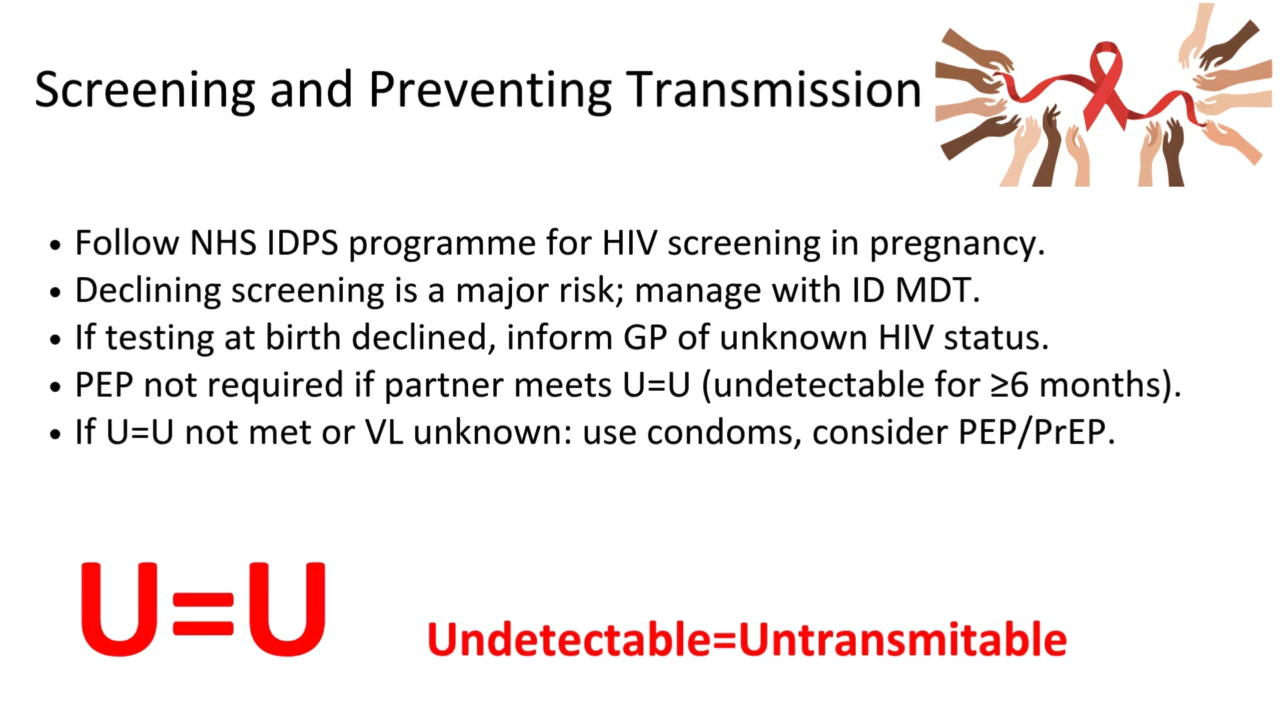 Screening and Preventing Transmission
• Follow NHS IDPS programme for HIV screening in pregnancy.
• Declining screening is a major risk; manage with ID MDT.
• If testing at birth declined, inform GP of unknown HIV status.
• PEP not required if partner meets U=U (undetectable for ≥6 months).
• If U=U not met or VL unknown: use condoms, consider PEP/PrEP.
U=U
Undetectable=Untransmitable